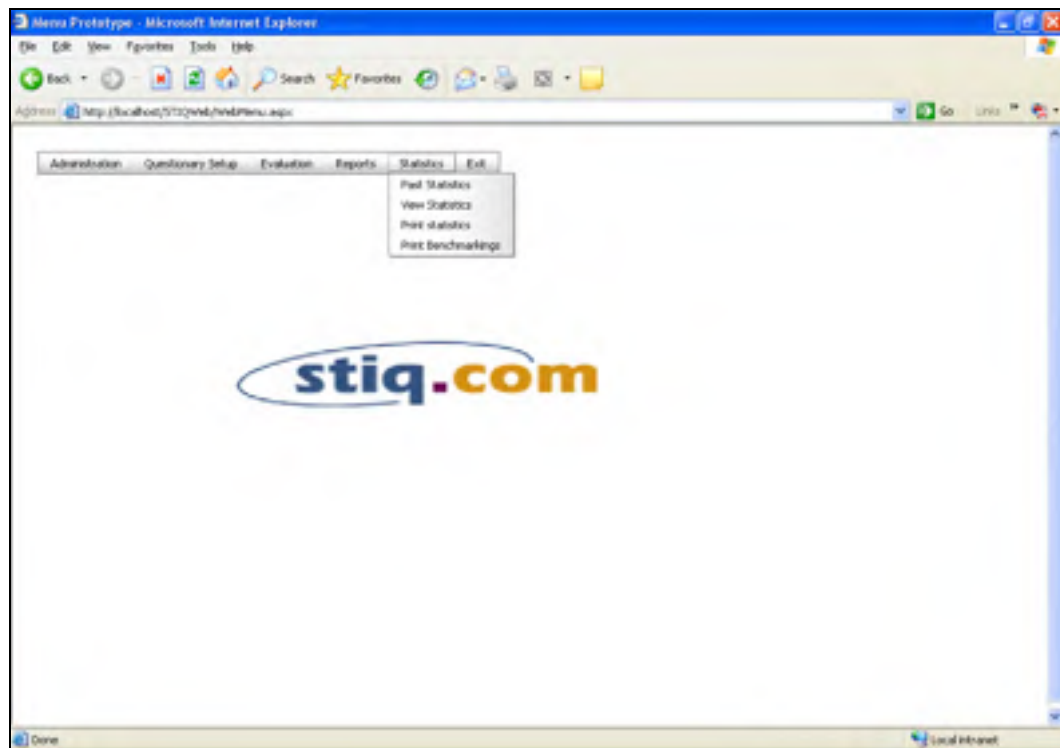 Menu Prototype - Microsoft Internet Explorer
File Edit View Favorites Tools Help
Back Search Favorites
Address http://localhost/STIQWeb/WebMenu.aspx Go Links
Administration Questionary Setup Evaluation Reports Statistics Exit
Past Statistics
View Statistics
Print statistics
Print Benchmarkings
stiq.com
Done Local intranet